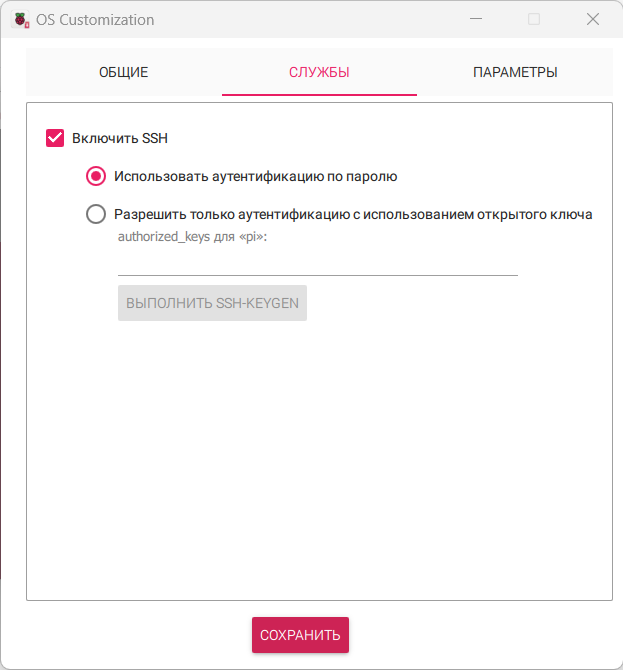 OS Customization
ОБЩИЕ
СЛУЖБЫ
ПАРАМЕТРЫ
Включить SSH
Использовать аутентификацию по паролю
Разрешить только аутентификацию с использованием открытого ключа
authorized_keys для «pi»:
ВЫПОЛНИТЬ SSH-KEYGEN
СОХРАНИТЬ